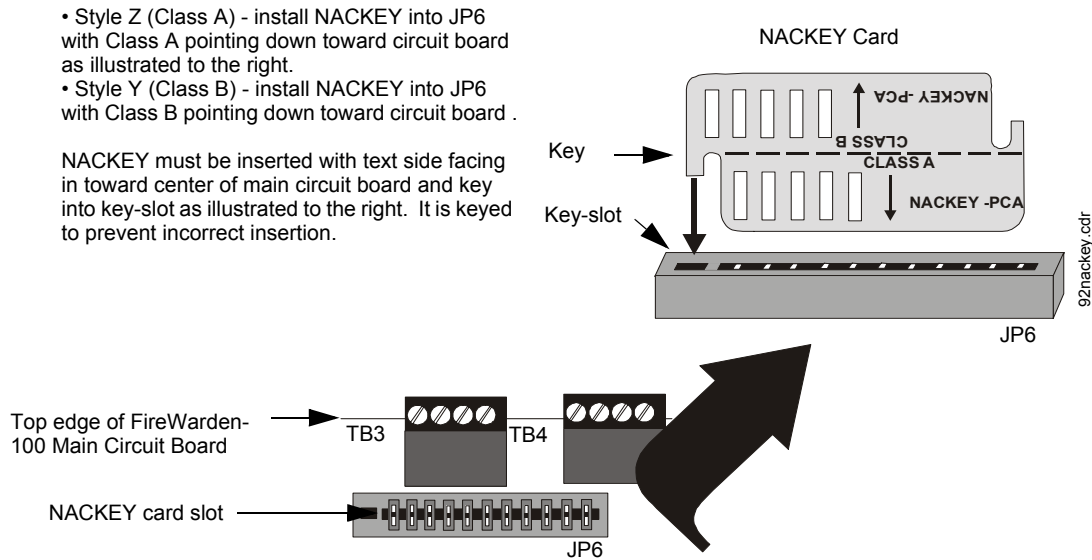 • Style Z (Class A) - install NACKEY into JP6
with Class A pointing down toward circuit board
as illustrated to the right.
• Style Y (Class B) - install NACKEY into JP6
with Class B pointing down toward circuit board .
NACKEY must be inserted with text side facing
in toward center of main circuit board and key
into key-slot as illustrated to the right. It is keyed
to prevent incorrect insertion.
NACKEY Card
NACKEY -PCA
CLASS B
CLASS A
NACKEY -PCA
Key
Key-slot
JP6
92nackey.cdr
Top edge of FireWarden-
100 Main Circuit Board
TB3
TB4
NACKEY card slot
JP6